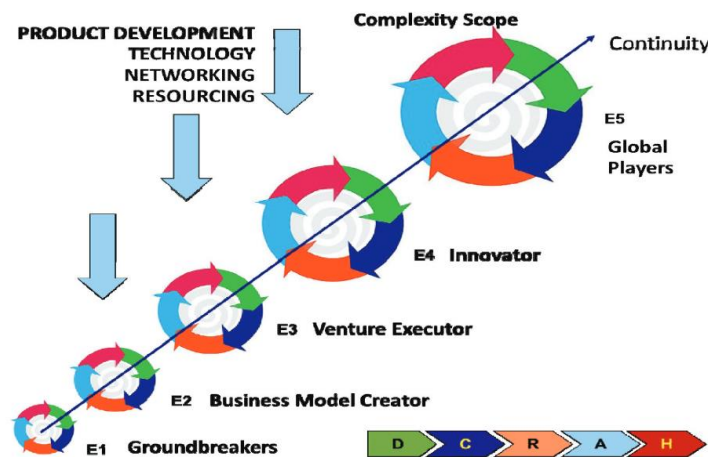 PRODUCT DEVELOPMENT
TECHNOLOGY
NETWORKING
RESOURCING
Complexity Scope
Continuity
E5
Global
Players
E4 Innovator
E3 Venture Executor
E2 Business Model Creator
E1 Groundbreakers
D C R A H